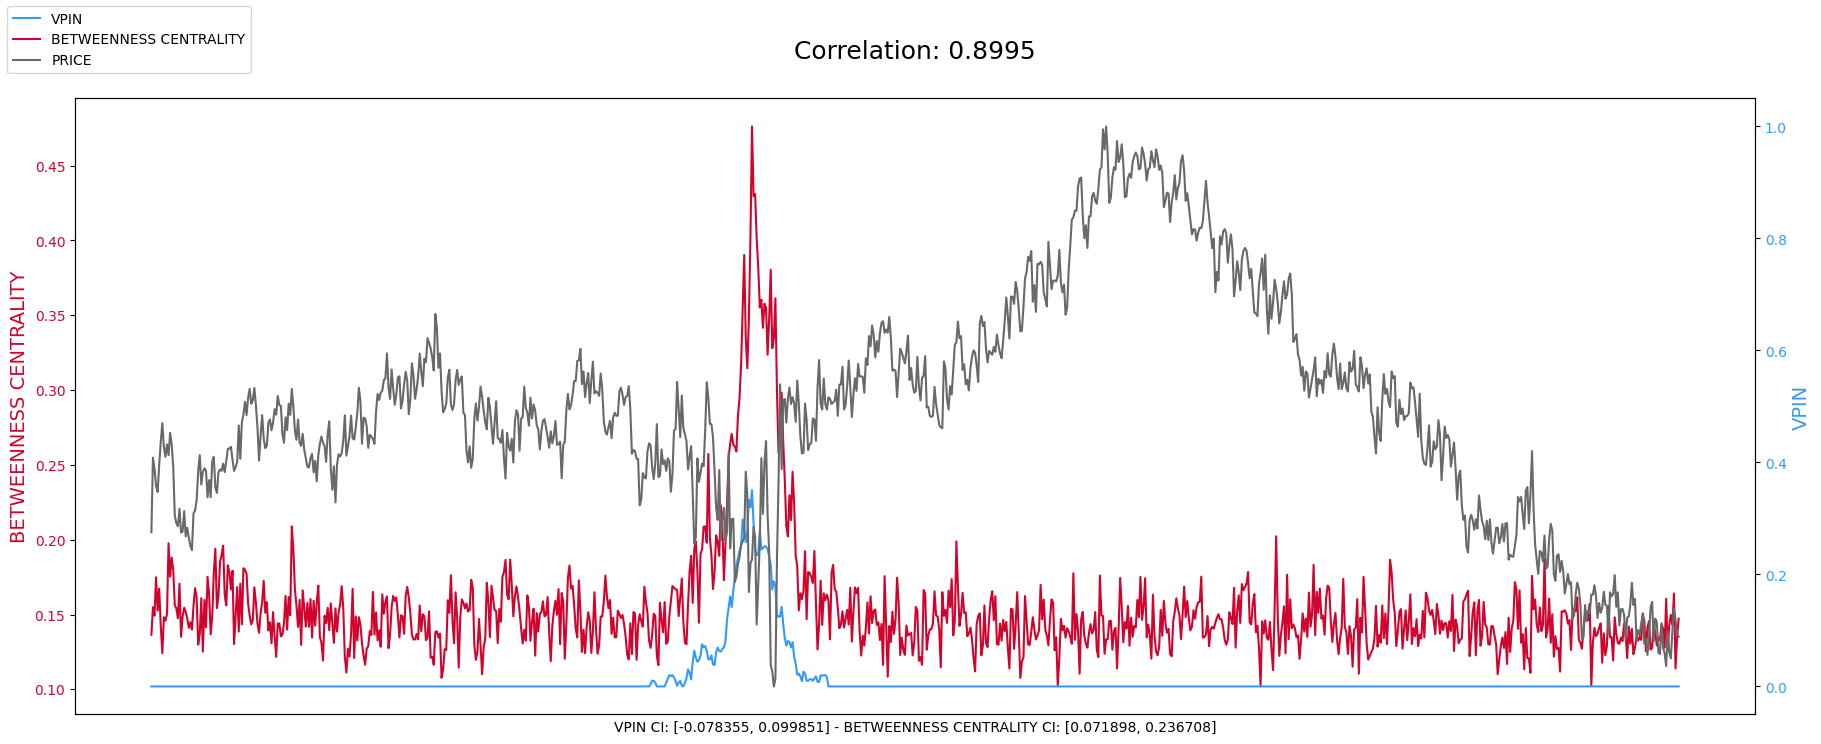 VPIN
BETWEENNESS CENTRALITY
PRICE
Correlation: 0.8995
BETWEENNESS CENTRALITY
0.45
0.40
0.35
0.30
0.25
0.20
0.15
0.10
1.0
0.8
0.6
0.4
0.2
0.0
VPIN
VPIN CI: [-0.078355, 0.099851] - BETWEENNESS CENTRALITY CI: [0.071898, 0.236708]